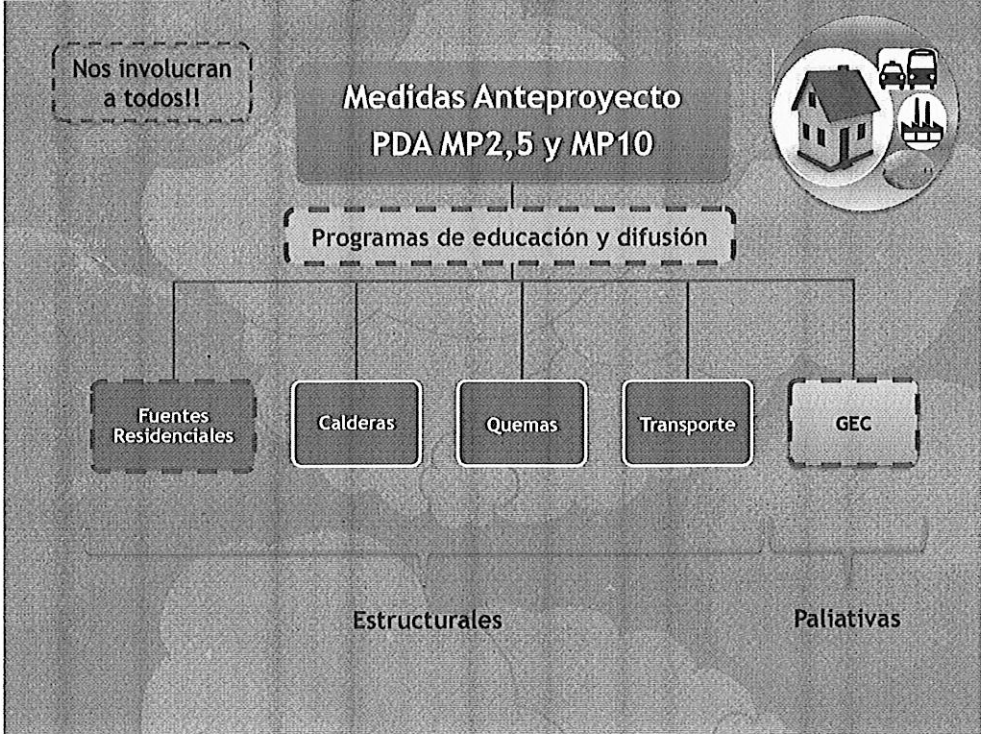 Nos involucran
a todos!!
Medidas Anteproyecto
PDA MP2,5 y MP10
Programas de educación y difusión
Fuentes
Residenciales
Calderas
Quemas
Transporte
GEC
Estructurales
Paliativas